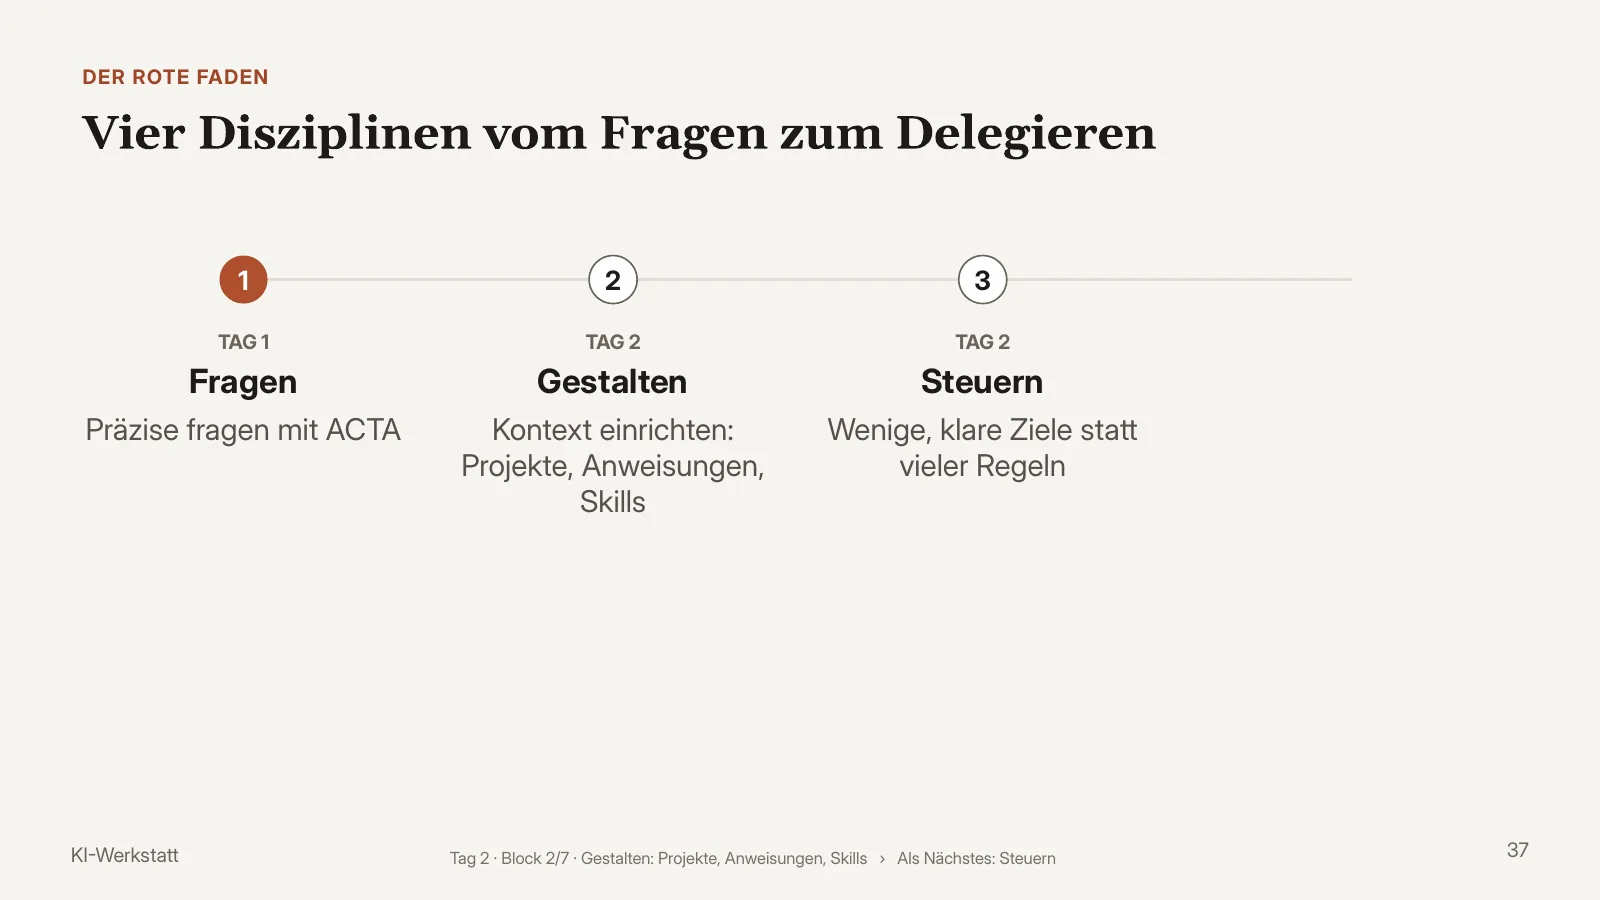 DER ROTE FADEN
Vier Disziplinen vom Fragen zum Delegieren
1
TAG 1
Fragen
Präzise fragen mit ACTA
2
TAG 2
Gestalten
Kontext einrichten:
Projekte, Anweisungen,
Skills
3
TAG 2
Steuern
Wenige, klare Ziele statt
vieler Regeln
KI-Werkstatt
Tag 2 · Block 2/7 · Gestalten: Projekte, Anweisungen, Skills › Als Nächstes: Steuern
37